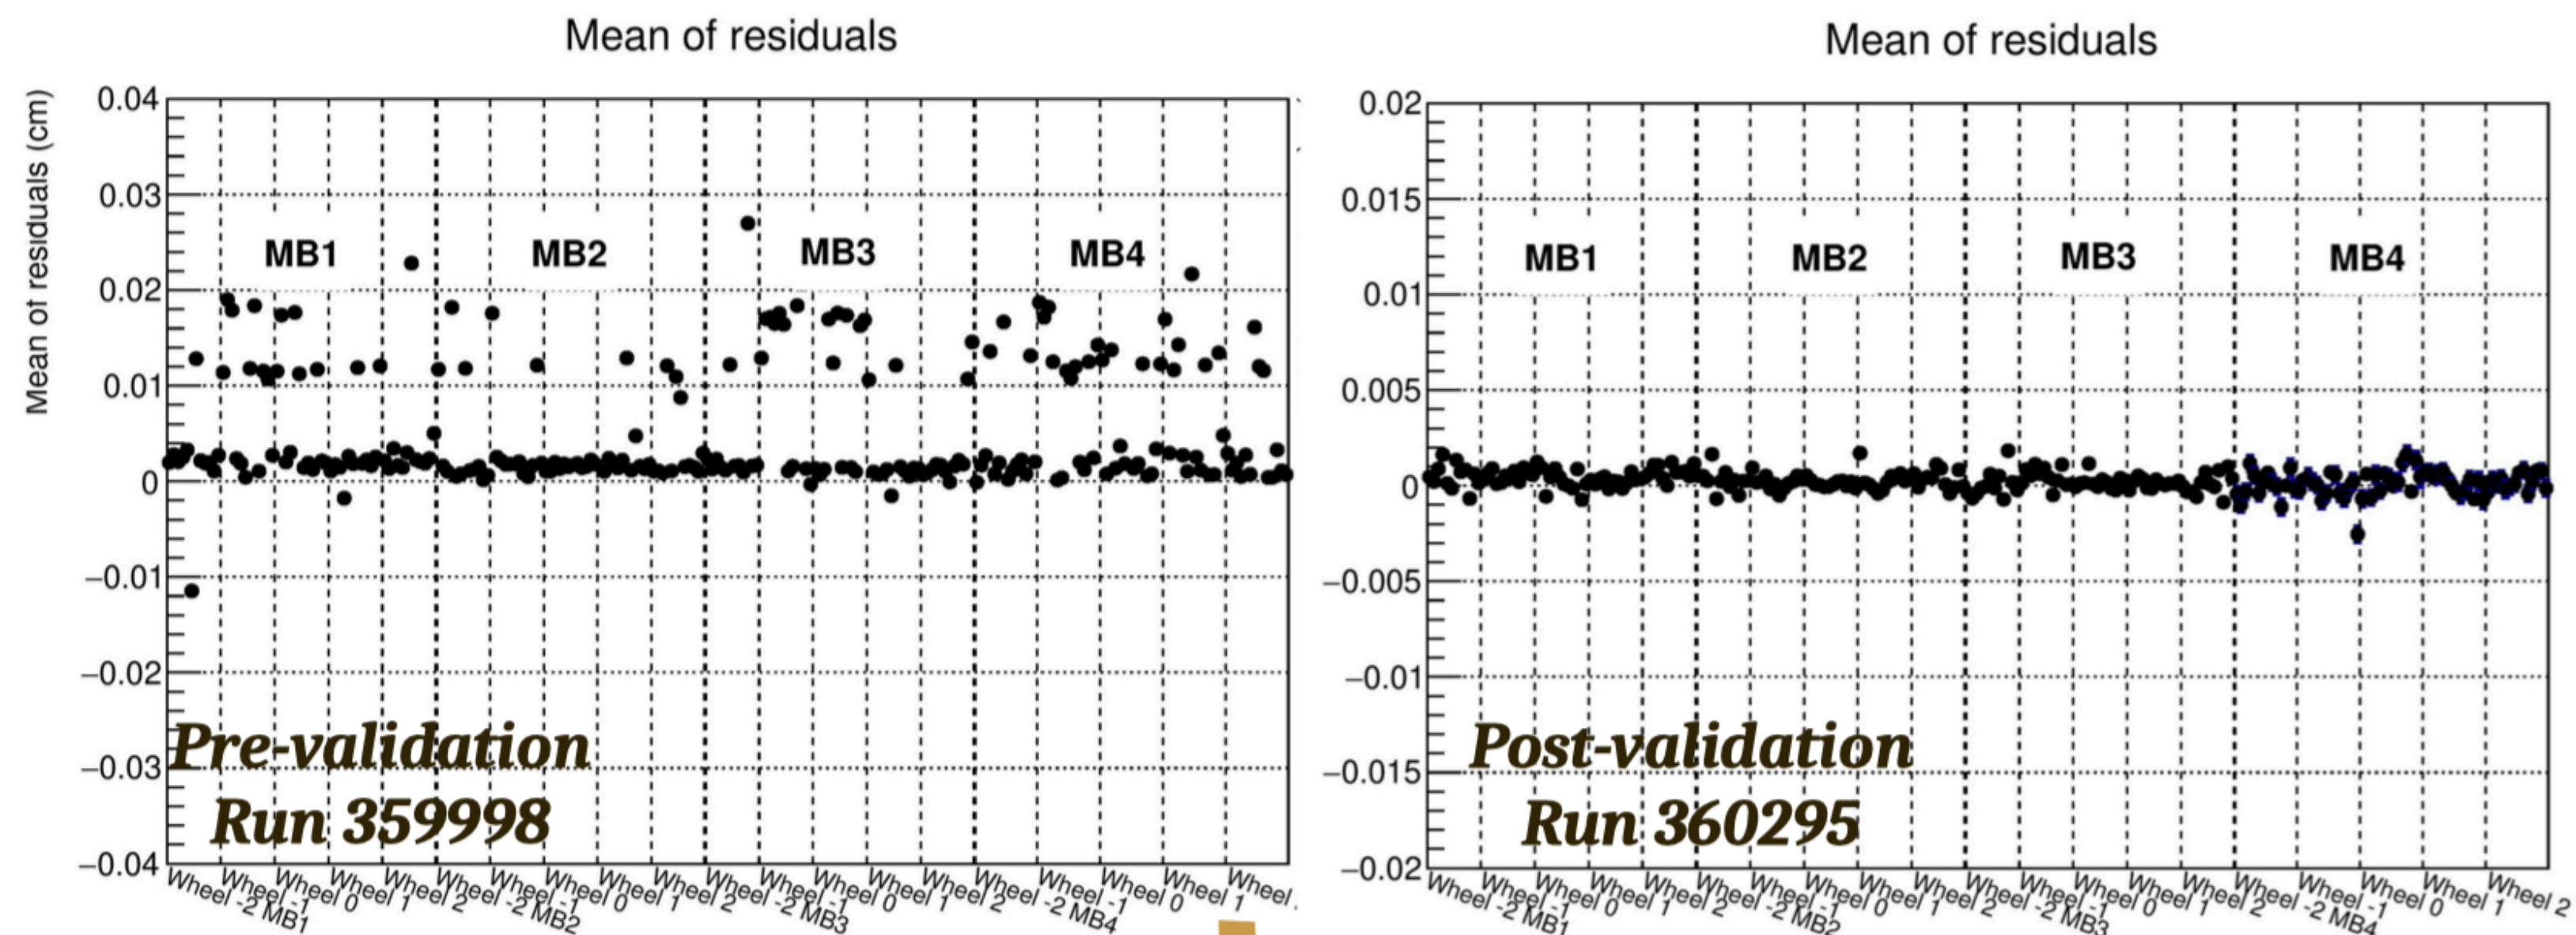 Mean of residuals
Mean of residuals (cm)
0.04
0.03
0.02
0.01
0
−0.01
−0.02
−0.03
−0.04
MB1 MB2 MB3 MB4
Pre-validation
Run 359998
Wheel -2 MB1
Wheel -1
Wheel 0
Wheel 1
Wheel 2
Wheel -2 MB2
Wheel -1
Wheel 0
Wheel 1
Wheel 2
Wheel -2 MB3
Wheel -1
Wheel 0
Wheel 1
Wheel 2
Wheel -2 MB4
Wheel -1
Wheel 0
Wheel 1
Wheel
Mean of residuals
0.02
0.015
0.01
0.005
0
−0.005
−0.01
−0.015
−0.02
MB1 MB2 MB3 MB4
Post-validation
Run 360295
Wheel -2 MB1
Wheel -1
Wheel 0
Wheel 1
Wheel 2
Wheel -2 MB2
Wheel -1
Wheel 0
Wheel 1
Wheel 2
Wheel -2 MB3
Wheel -1
Wheel 0
Wheel 1
Wheel 2
Wheel -2 MB4
Wheel -1
Wheel 0
Wheel 1
Wheel 2